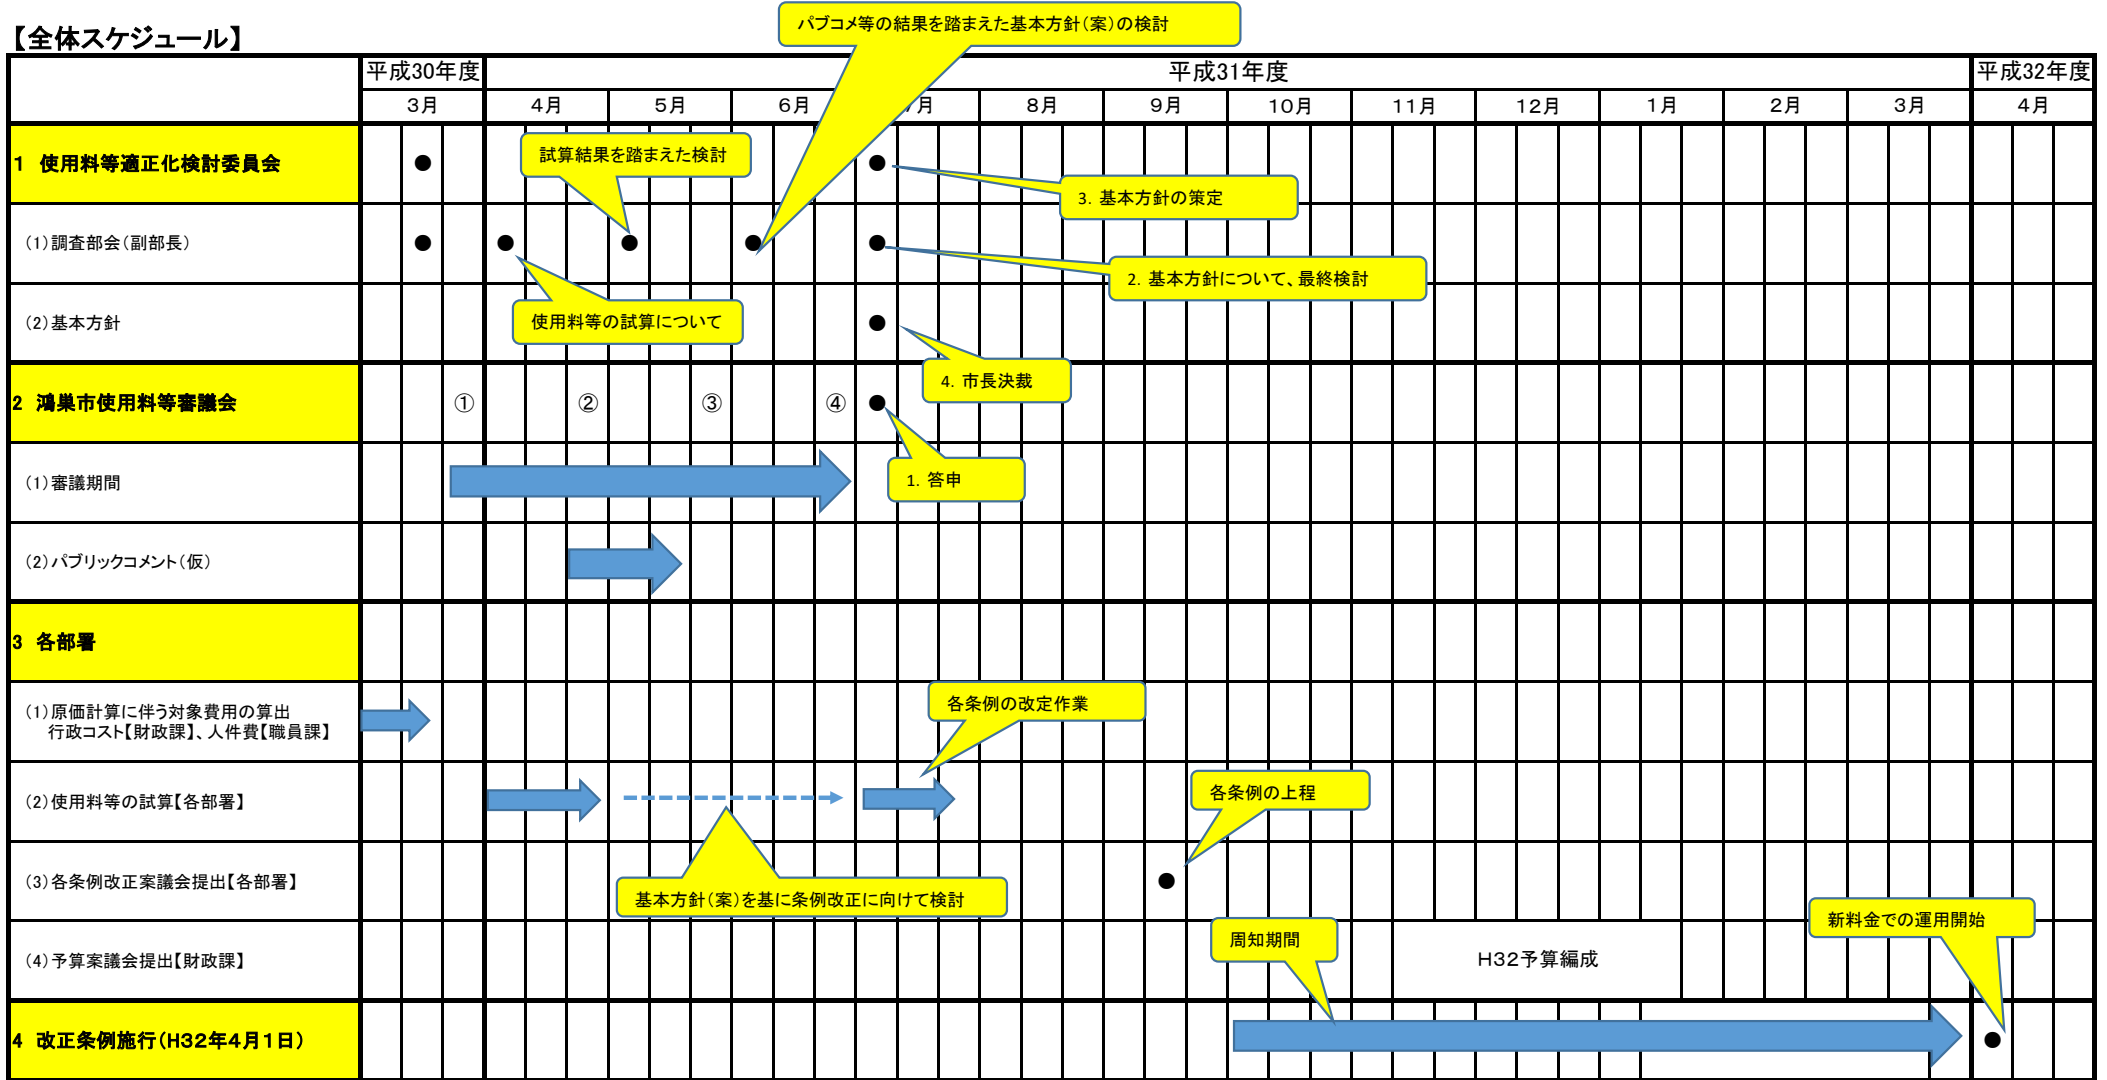 パブコメ等の結果を踏まえた基本方針（案）の検討
【全体スケジュール】
平成30年度 平成31年度 平成32年度
3月 4月 5月 6月 7月 8月 9月 10月 11月 12月 1月 2月 3月 4月
1 使用料等適正化検討委員会
試算結果を踏まえた検討
3．基本方針の策定
（1）調査部会（副部長）
2．基本方針について、最終検討
（2）基本方針
使用料等の試算について
4．市長決裁
2 鴻巣市使用料等審議会
① ② ③ ④
（1）審議期間
1．答申
（2）パブリックコメント（仮）
3 各部署
（1）原価計算に伴う対象費用の算出
行政コスト【財政課】、人件費【職員課】
各条例の改定作業
（2）使用料等の試算【各部署】
各条例の上程
（3）各条例改正案議会提出【各部署】
基本方針（案）を基に条例改正に向けて検討
新料金での運用開始
（4）予算案議会提出【財政課】
周知期間
H32予算編成
4 改正条例施行（H32年4月1日）